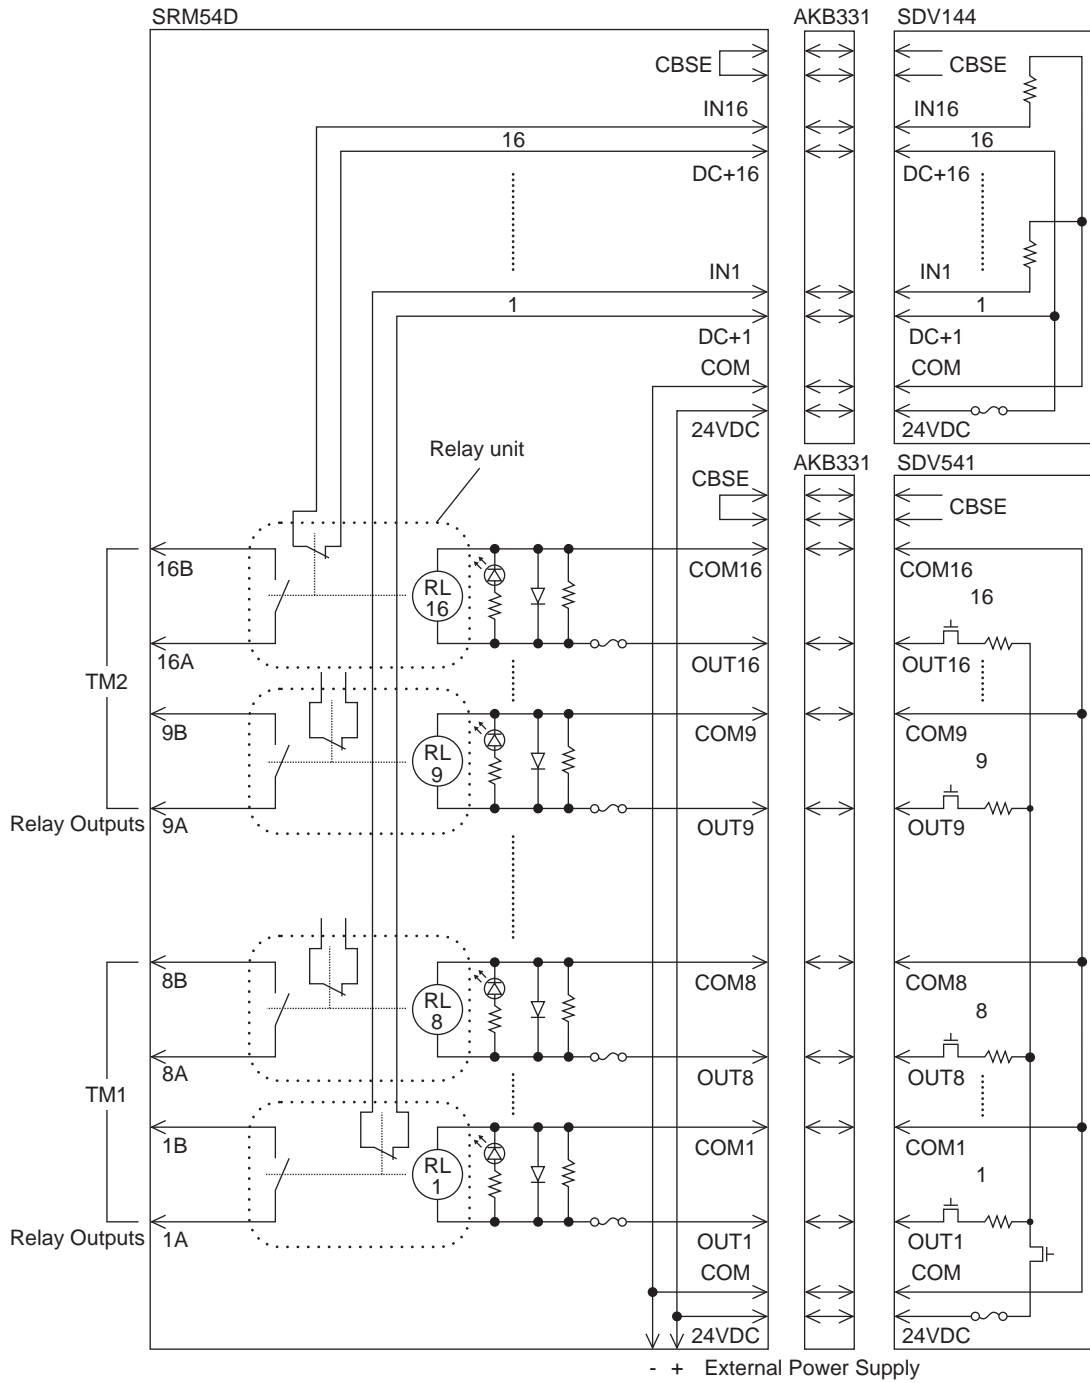 SRM54D AKB331 SDV144
CBSE CBSE
IN16
16 16
DC+16 DC+16
IN1 IN1
1 1
DC+1 DC+1
COM COM
24VDC 24VDC
Relay unit
AKB331 SDV541
CBSE CBSE
16B RL 16 COM16 COM16
16
16A OUT16 OUT16
TM2
9B RL 9 COM9 COM9
9
Relay Outputs 9A OUT9 OUT9
8B RL 8 COM8 COM8
8
8A OUT8 OUT8
TM1
1B RL 1 COM1 COM1
1
Relay Outputs 1A OUT1 OUT1
COM COM
24VDC 24VDC
- + External Power Supply